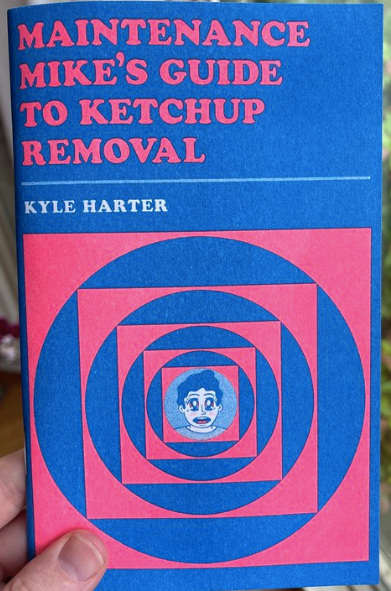 MAINTENANCE
MIKE'S GUIDE
TO KETCHUP
REMOVAL
KYLE HARTER